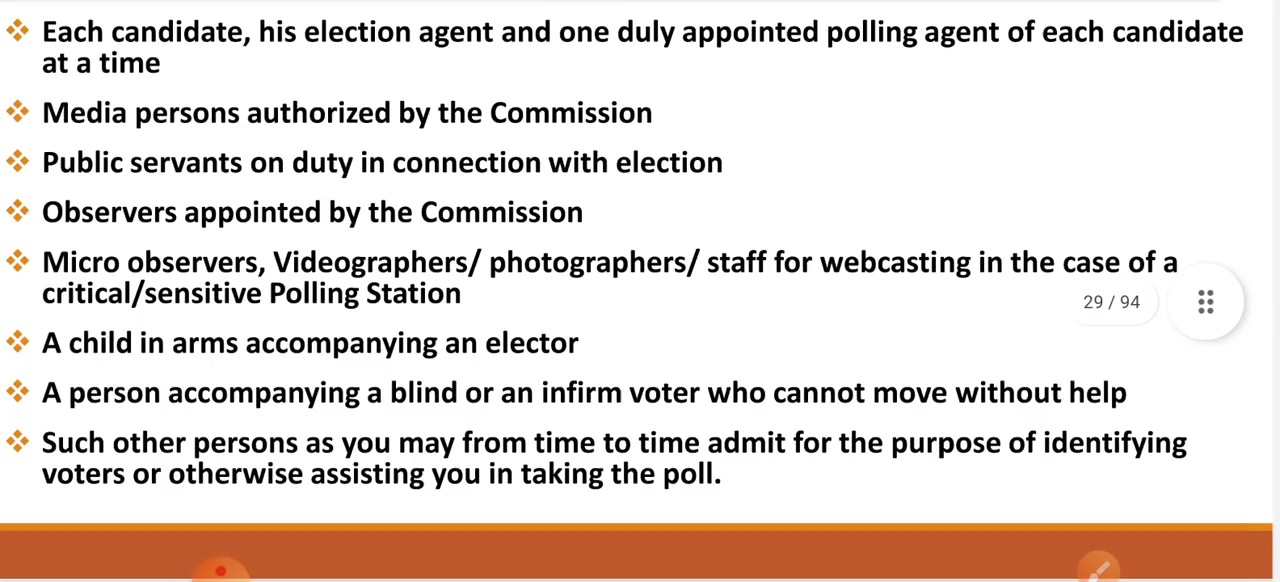 Each candidate, his election agent and one duly appointed polling agent of each candidate
at a time
Media persons authorized by the Commission
Public servants on duty in connection with election
Observers appointed by the Commission
Micro observers, Videographers/ photographers/ staff for webcasting in the case of a
critical/sensitive Polling Station
29 / 94
A child in arms accompanying an elector
A person accompanying a blind or an infirm voter who cannot move without help
Such other persons as you may from time to time admit for the purpose of identifying
voters or otherwise assisting you in taking the poll.